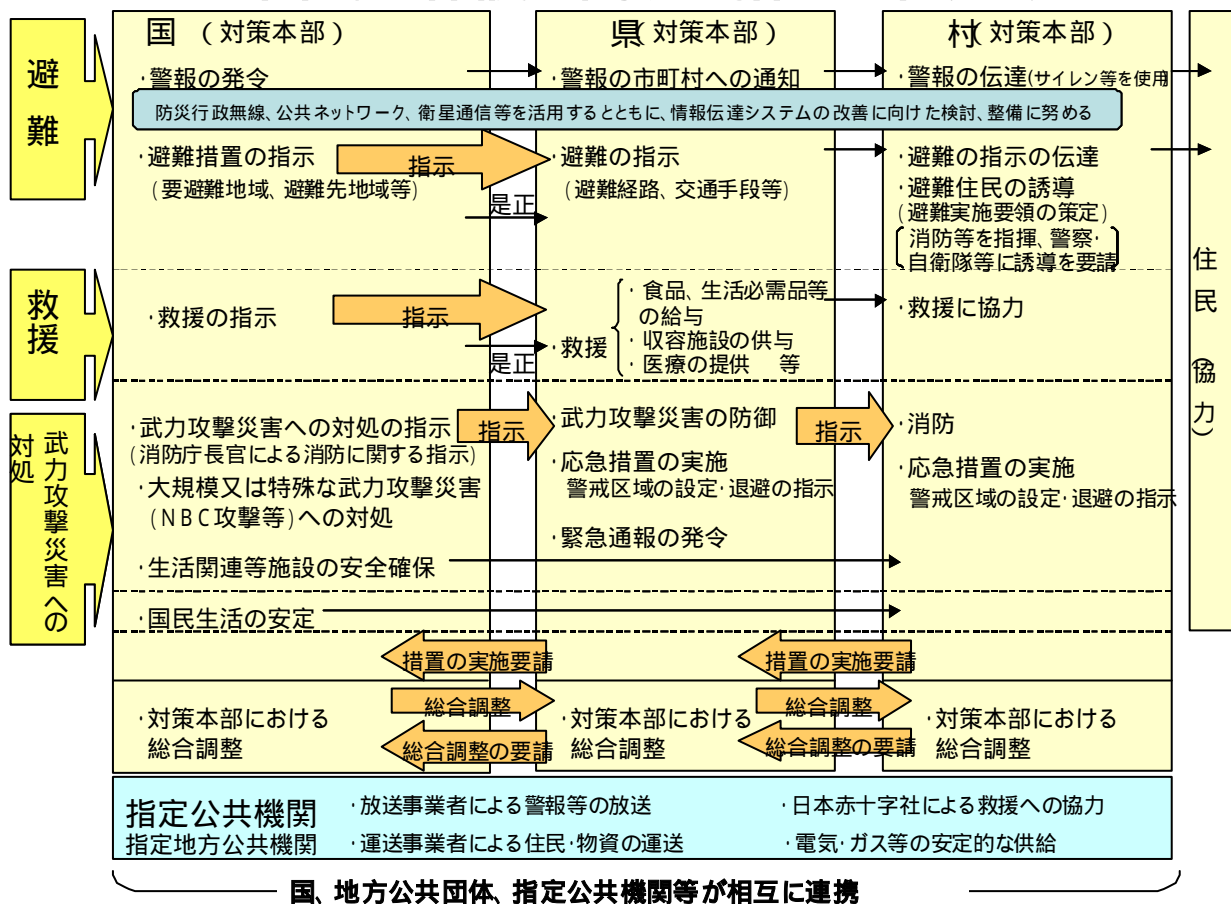 国 (対策本部)
県(対策本部)
村(対策本部)
避難
・警報の発令
・警報の市町村への通知
・警報の伝達(サイレン等を使用
防災行政無線、公共ネットワーク、衛星通信等を活用するとともに、情報伝達システムの改善に向けた検討、整備に努める
・避難措置の指示
(要避難地域、避難先地域等)
指示
是正
・避難の指示
(避難経路、交通手段等)
・避難の指示の伝達
・避難住民の誘導
(避難実施要領の策定)
消防等を指揮、警察・
自衛隊等に誘導を要請
住民(協力)
救援
・救援の指示
指示
是正
・救援
・食品、生活必需品等
の給与
・収容施設の供与
・医療の提供 等
・救援に協力
武力攻撃災害への
対処
・武力攻撃災害への対処の指示
(消防庁長官による消防に関する指示)
・大規模又は特殊な武力攻撃災害
(NBC攻撃等)への対処
・生活関連等施設の安全確保
指示
・武力攻撃災害の防御
・応急措置の実施
警戒区域の設定・退避の指示
・緊急通報の発令
指示
・消防
・応急措置の実施
警戒区域の設定・退避の指示
・国民生活の安定
措置の実施要請
措置の実施要請
・対策本部における
総合調整
総合調整
総合調整の要請
・対策本部における
総合調整
総合調整
総合調整の要請
・対策本部における
総合調整
指定公共機関
指定地方公共機関
・放送事業者による警報等の放送
・日本赤十字社による救援への協力
・運送事業者による住民・物資の運送
・電気・ガス等の安定的な供給
国、地方公共団体、指定公共機関等が相互に連携